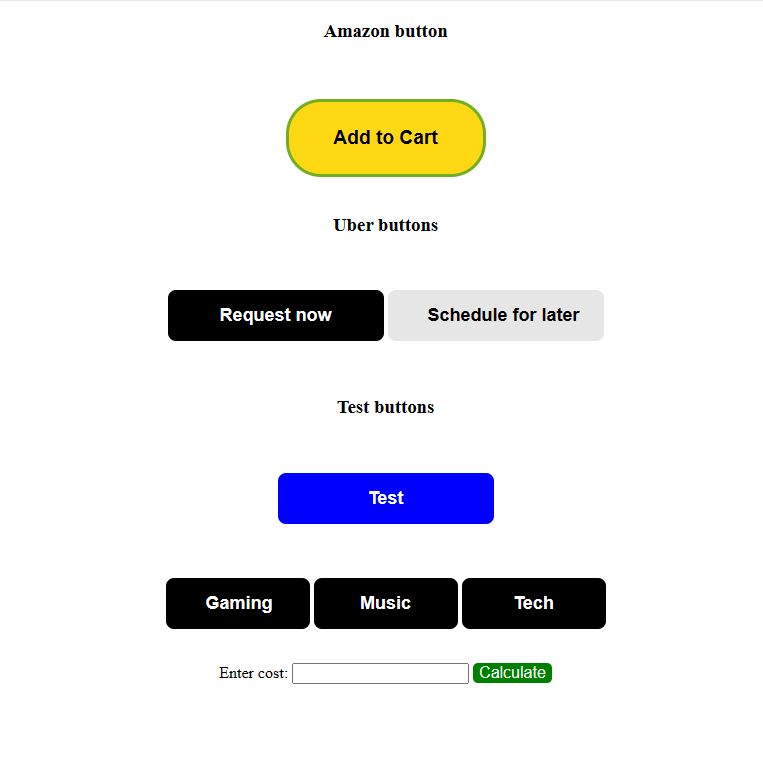 Amazon button
Add to Cart
Uber buttons
Request now Schedule for later
Test buttons
Test
Gaming Music Tech
Enter cost: Calculate